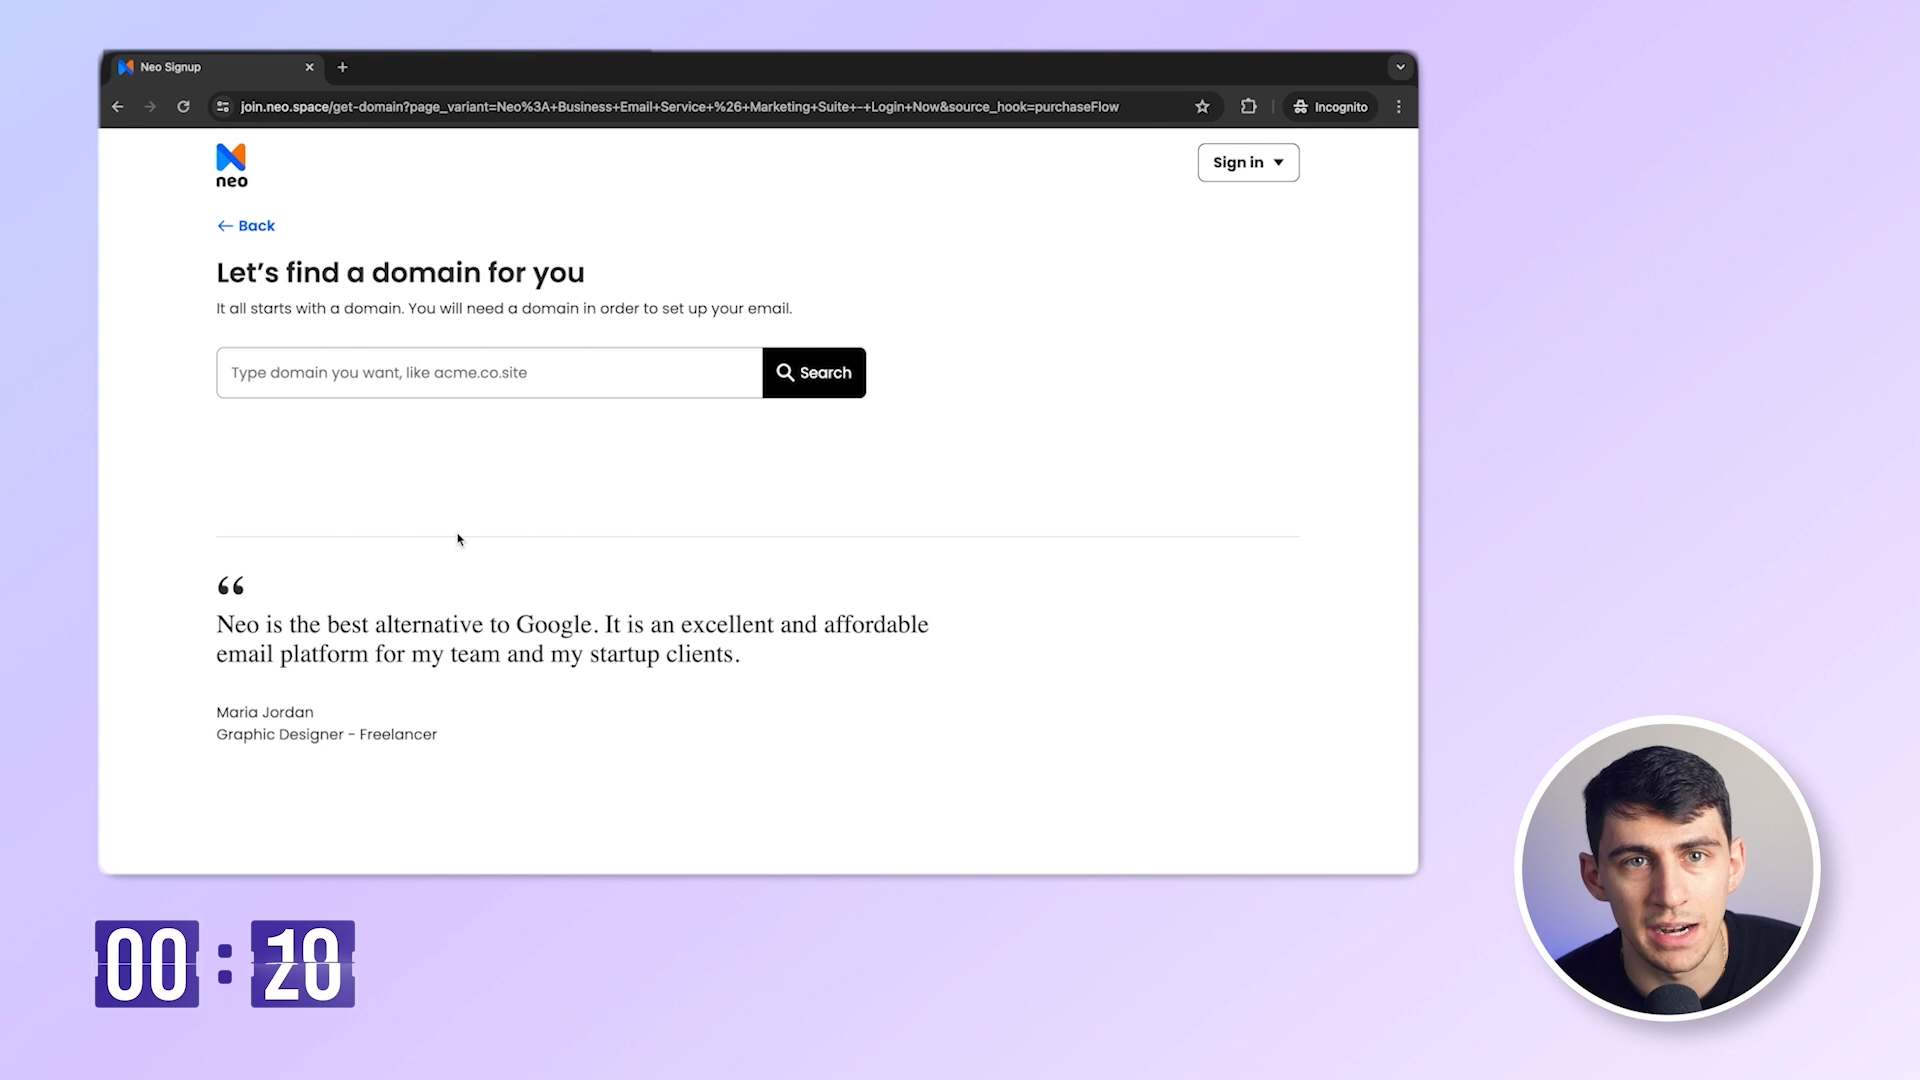 Neo Signup
join.neo.space/get-domain?page_variant=Neo%3A+Business+Email+Service+%26+Marketing+Suite+-+Login+Now&source_hook=purchaseFlow
Incognito
neo
Sign in
Back
Let's find a domain for you
It all starts with a domain. You will need a domain in order to set up your email.
Type domain you want, like acme.co.site
Search
“
Neo is the best alternative to Google. It is an excellent and affordable
email platform for my team and my startup clients.
Maria Jordan
Graphic Designer - Freelancer
00 :